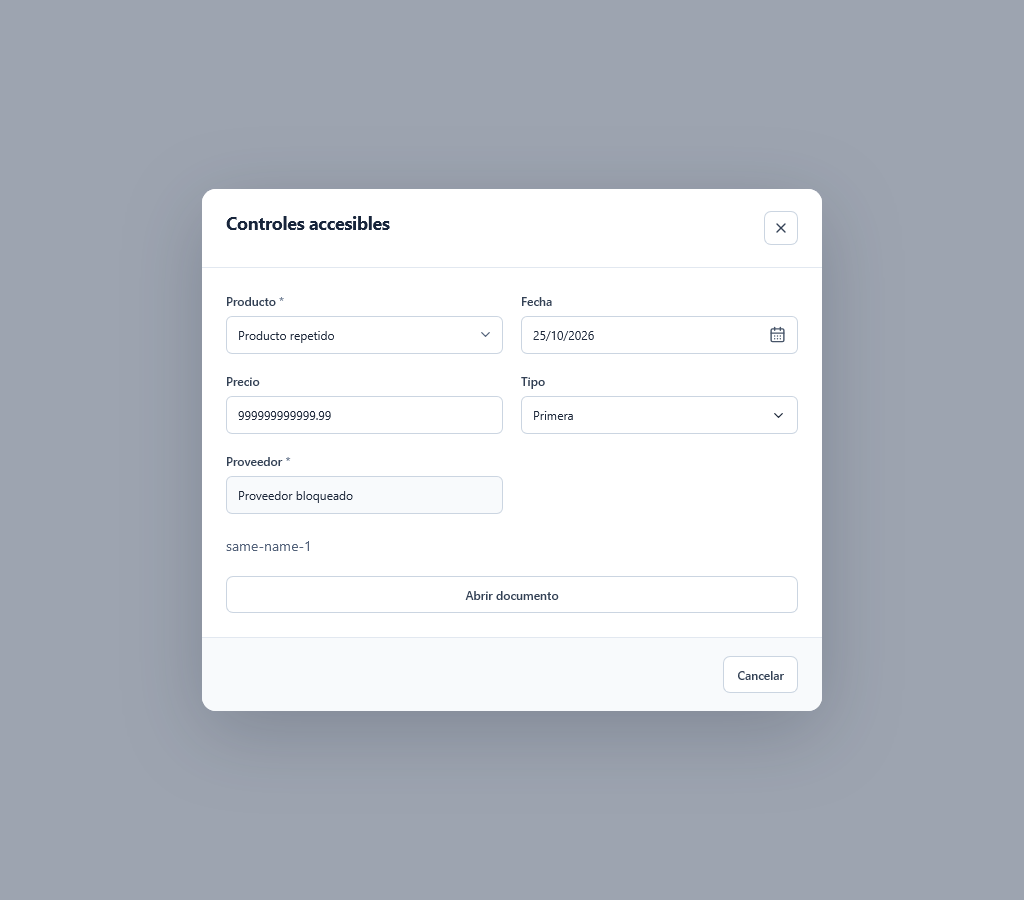 Controles accesibles
Producto *
Fecha
Producto repetido
25/10/2026
Precio
Tipo
999999999999.99
Primera
Proveedor *
Proveedor bloqueado
same-name-1
Abrir documento
Cancelar